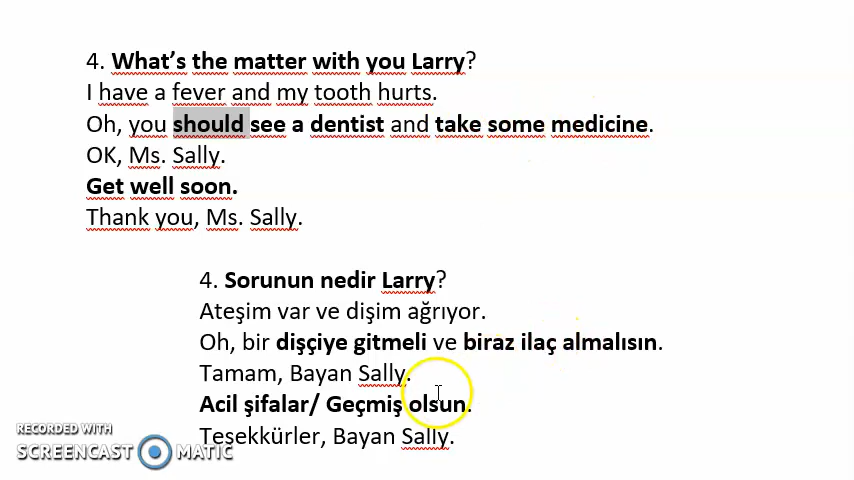 4. What's the matter with you Larry?
I have a fever and my tooth hurts.
Oh, you should see a dentist and take some medicine.
OK, Ms. Sally.
Get well soon.
Thank you, Ms. Sally.
4. Sorunun nedir Larry?
Ateşim var ve dişim ağrıyor.
Oh, bir dişçiye gitmeli ve biraz ilaç almalısın.
Tamam, Bayan Sally.
Acil şifalar/ Geçmiş olsun.
Teşekkürler, Bayan Sally.
RECORDED WITH
SCREENCAST MATIC